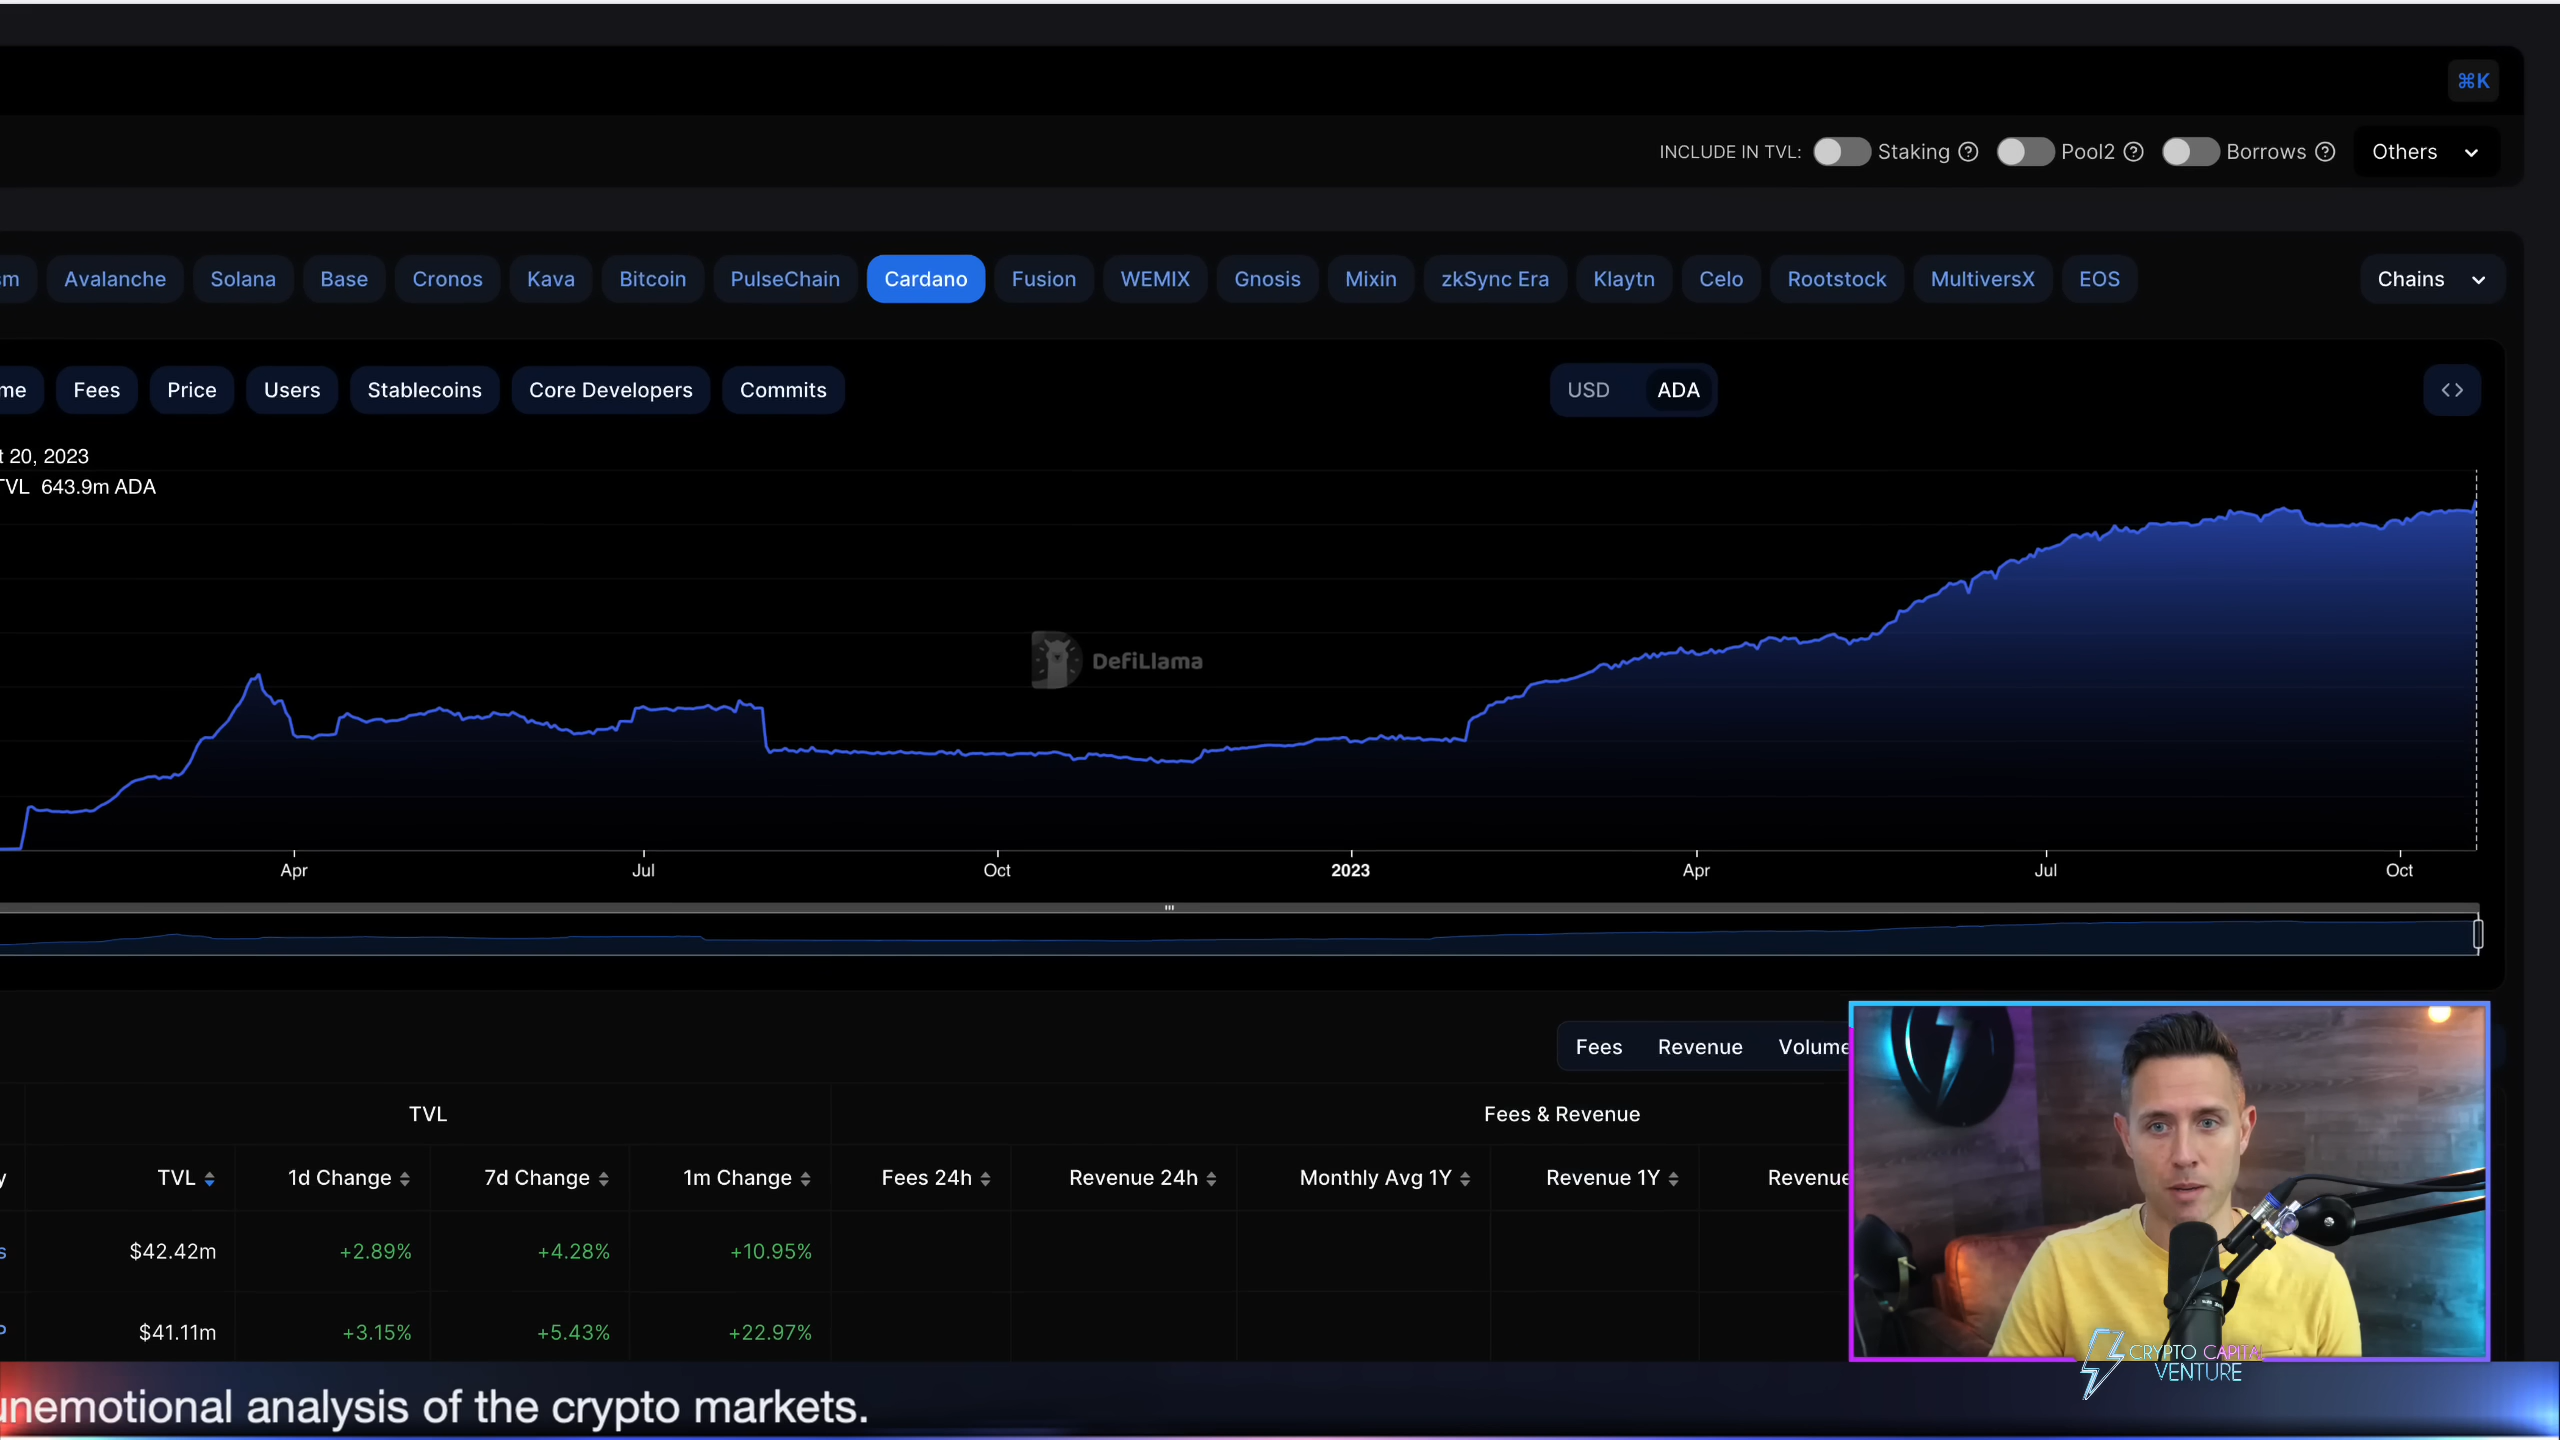 ⌘K
INCLUDE IN TVL: Staking Pool2 Borrows Others
Avalanche Solana Base Cronos Kava Bitcoin PulseChain Cardano Fusion WEMIX Gnosis Mixin zkSync Era Klaytn Celo Rootstock MultiversX EOS Chains
Fees Price Users Stablecoins Core Developers Commits USD ADA
20, 2023
TVL 643.9m ADA
DefiLlama
Apr Jul Oct 2023 Apr Jul Oct
Fees Revenue Volume
TVL Fees & Revenue
TVL 1d Change 7d Change 1m Change Fees 24h Revenue 24h Monthly Avg 1Y Revenue 1Y Revenue
$42.42m +2.89% +4.28% +10.95%
$41.11m +3.15% +5.43% +22.97%
CRYPTO CAPITAL
VENTURE
unemotional analysis of the crypto markets.